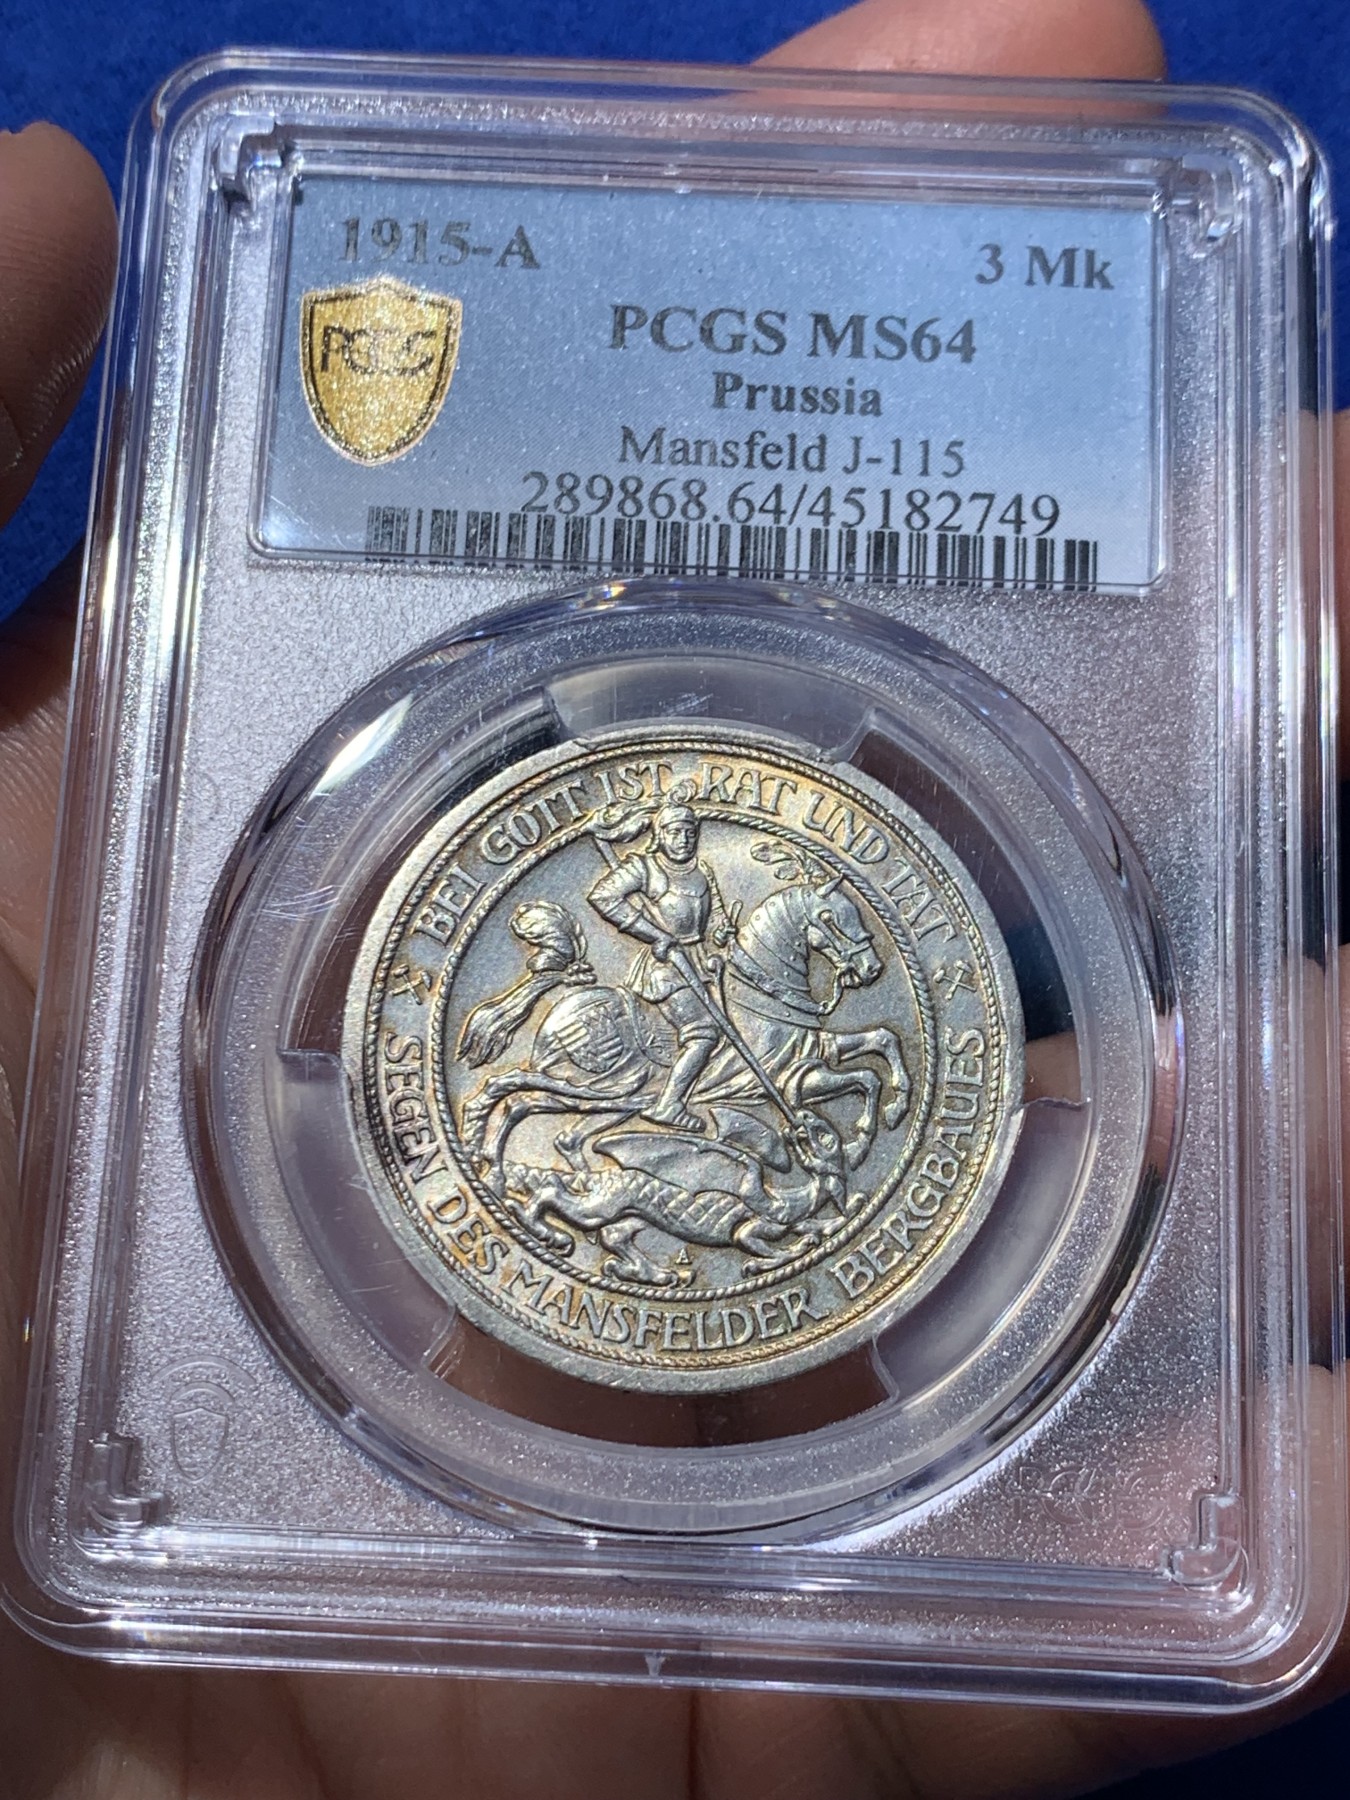 1915-A
3 Mk
PCGS
PCGS MS64
Prussia
Mansfeld J-115
289868.64/45182749
BEI GOTT IST RAT UND TAT
SEGEN DES MANSFELDER BERGBAUES
A